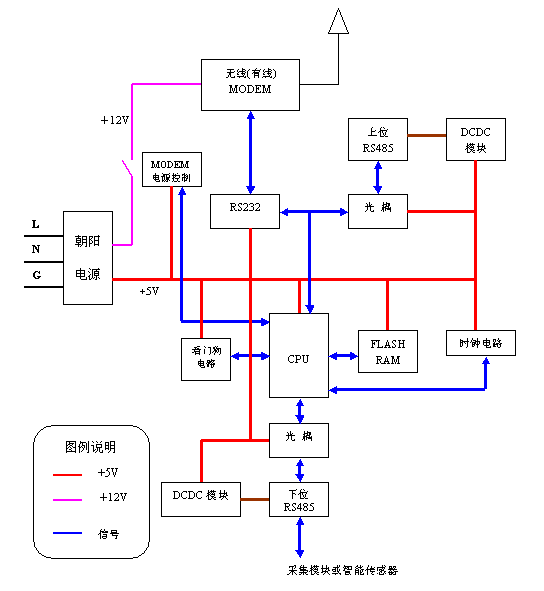 无线(有线)
MODEM
+12V
上位
RS485
DCDC
模块
MODEM
电源控制
RS232
光 耦
L
N
G
朝阳
电源
+5V
看门狗
电路
CPU
FLASH
RAM
时钟电路
光 耦
图例说明
+5V
+12V
信号
DCDC 模块
下位
RS485
采集模块或智能传感器